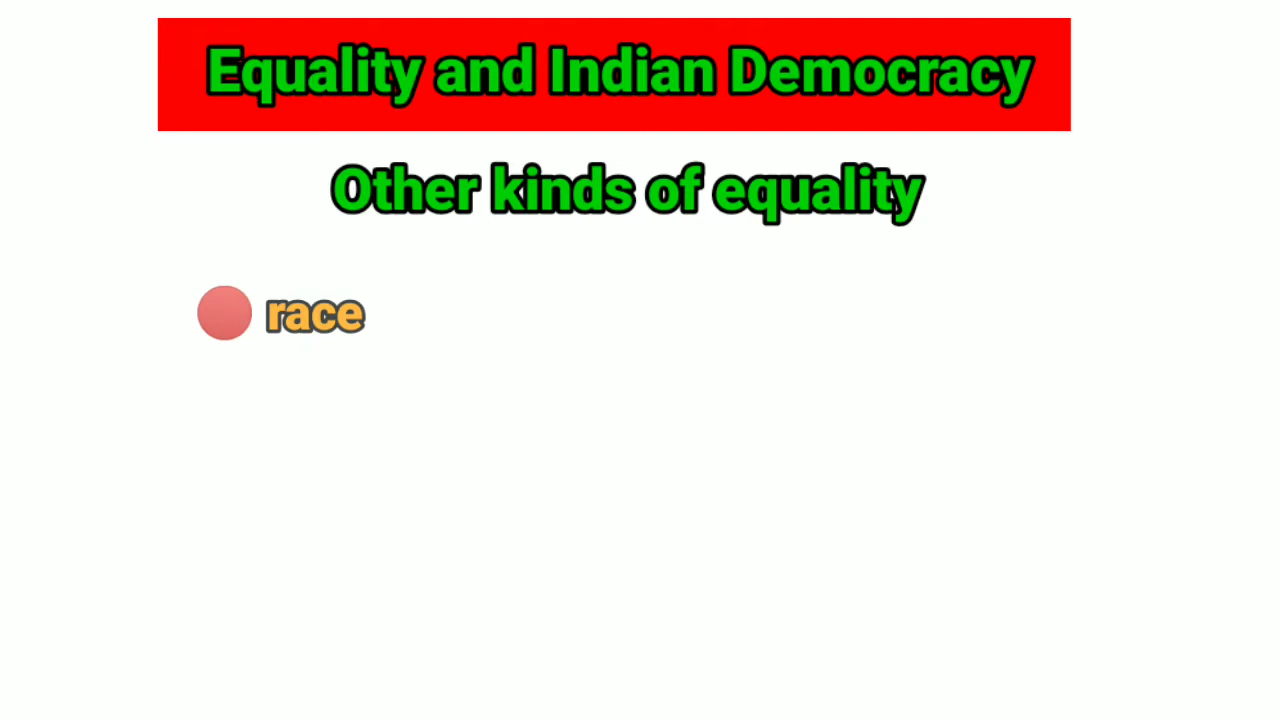 Equality and Indian Democracy
Other kinds of equality
race